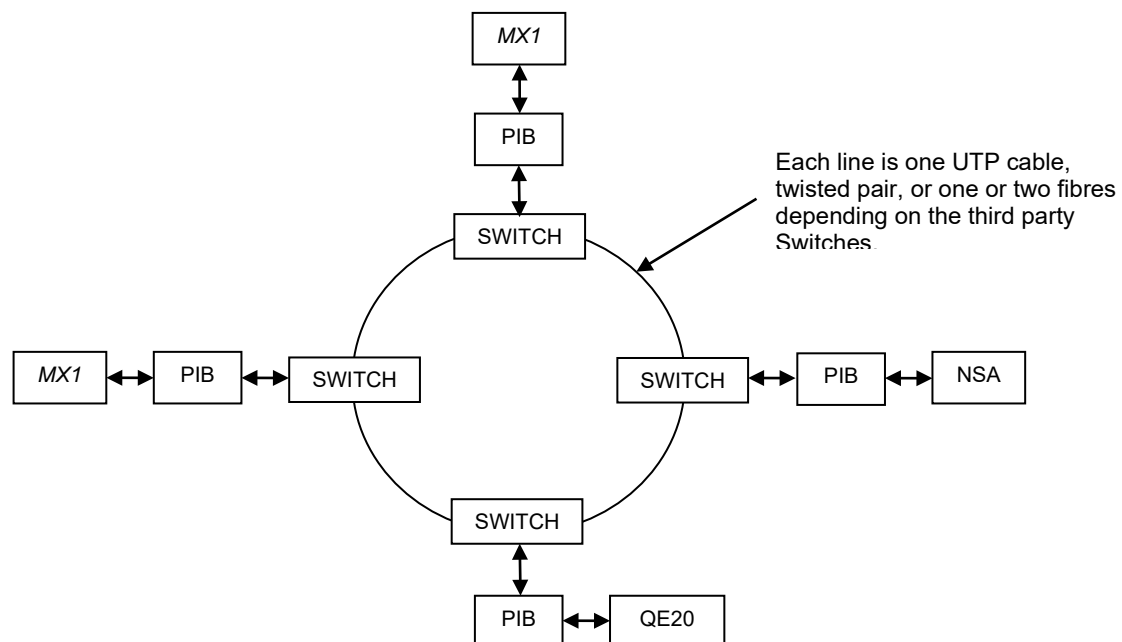 MX1
PIB
Each line is one UTP cable,
twisted pair, or one or two fibres
depending on the third party
Switches.
SWITCH
MX1
PIB
SWITCH
SWITCH
PIB
NSA
SWITCH
PIB
QE20